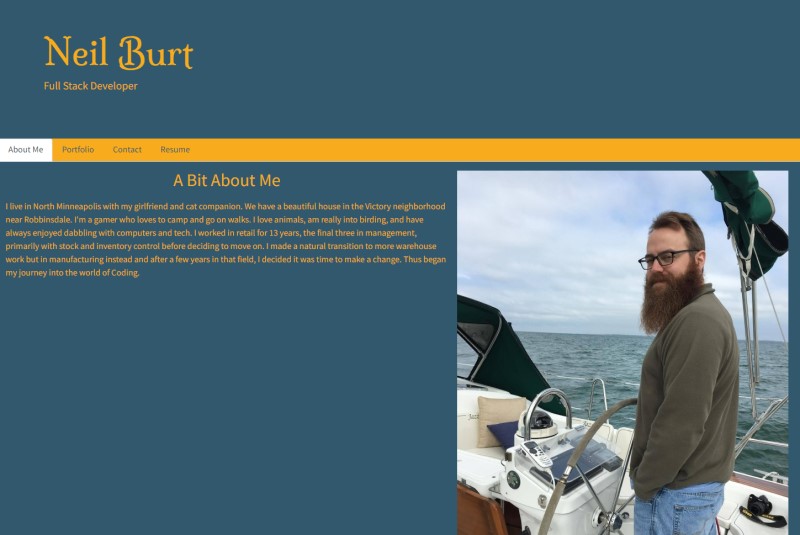 Neil Burt
Full Stack Developer
About Me Portfolio Contact Resume
A Bit About Me
I live in North Minneapolis with my girlfriend and cat companion. We have a beautiful house in the Victory neighborhood
near Robbinsdale. I'm a gamer who loves to camp and go on walks. I love animals, am really into birding, and have
always enjoyed dabbling with computers and tech. I worked in retail for 13 years, the final three in management,
primarily with stock and inventory control before deciding to move on. I made a natural transition to more warehouse
work but in manufacturing instead and after a few years in that field, I decided it was time to make a change. Thus began
my journey into the world of Coding.